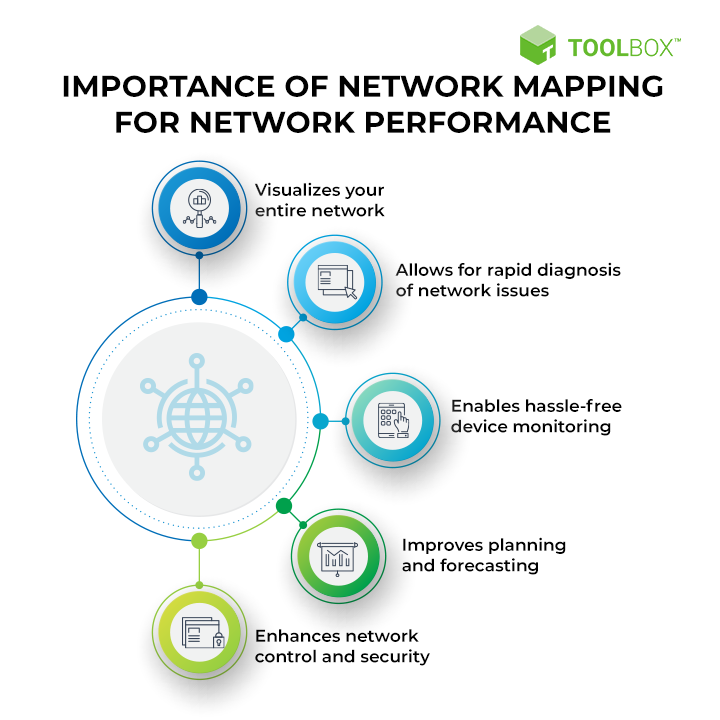 TOOLBOX™
IMPORTANCE OF NETWORK MAPPING
FOR NETWORK PERFORMANCE
Visualizes your
entire network
Allows for rapid diagnosis
of network issues
Enables hassle-free
device monitoring
Improves planning
and forecasting
Enhances network
control and security